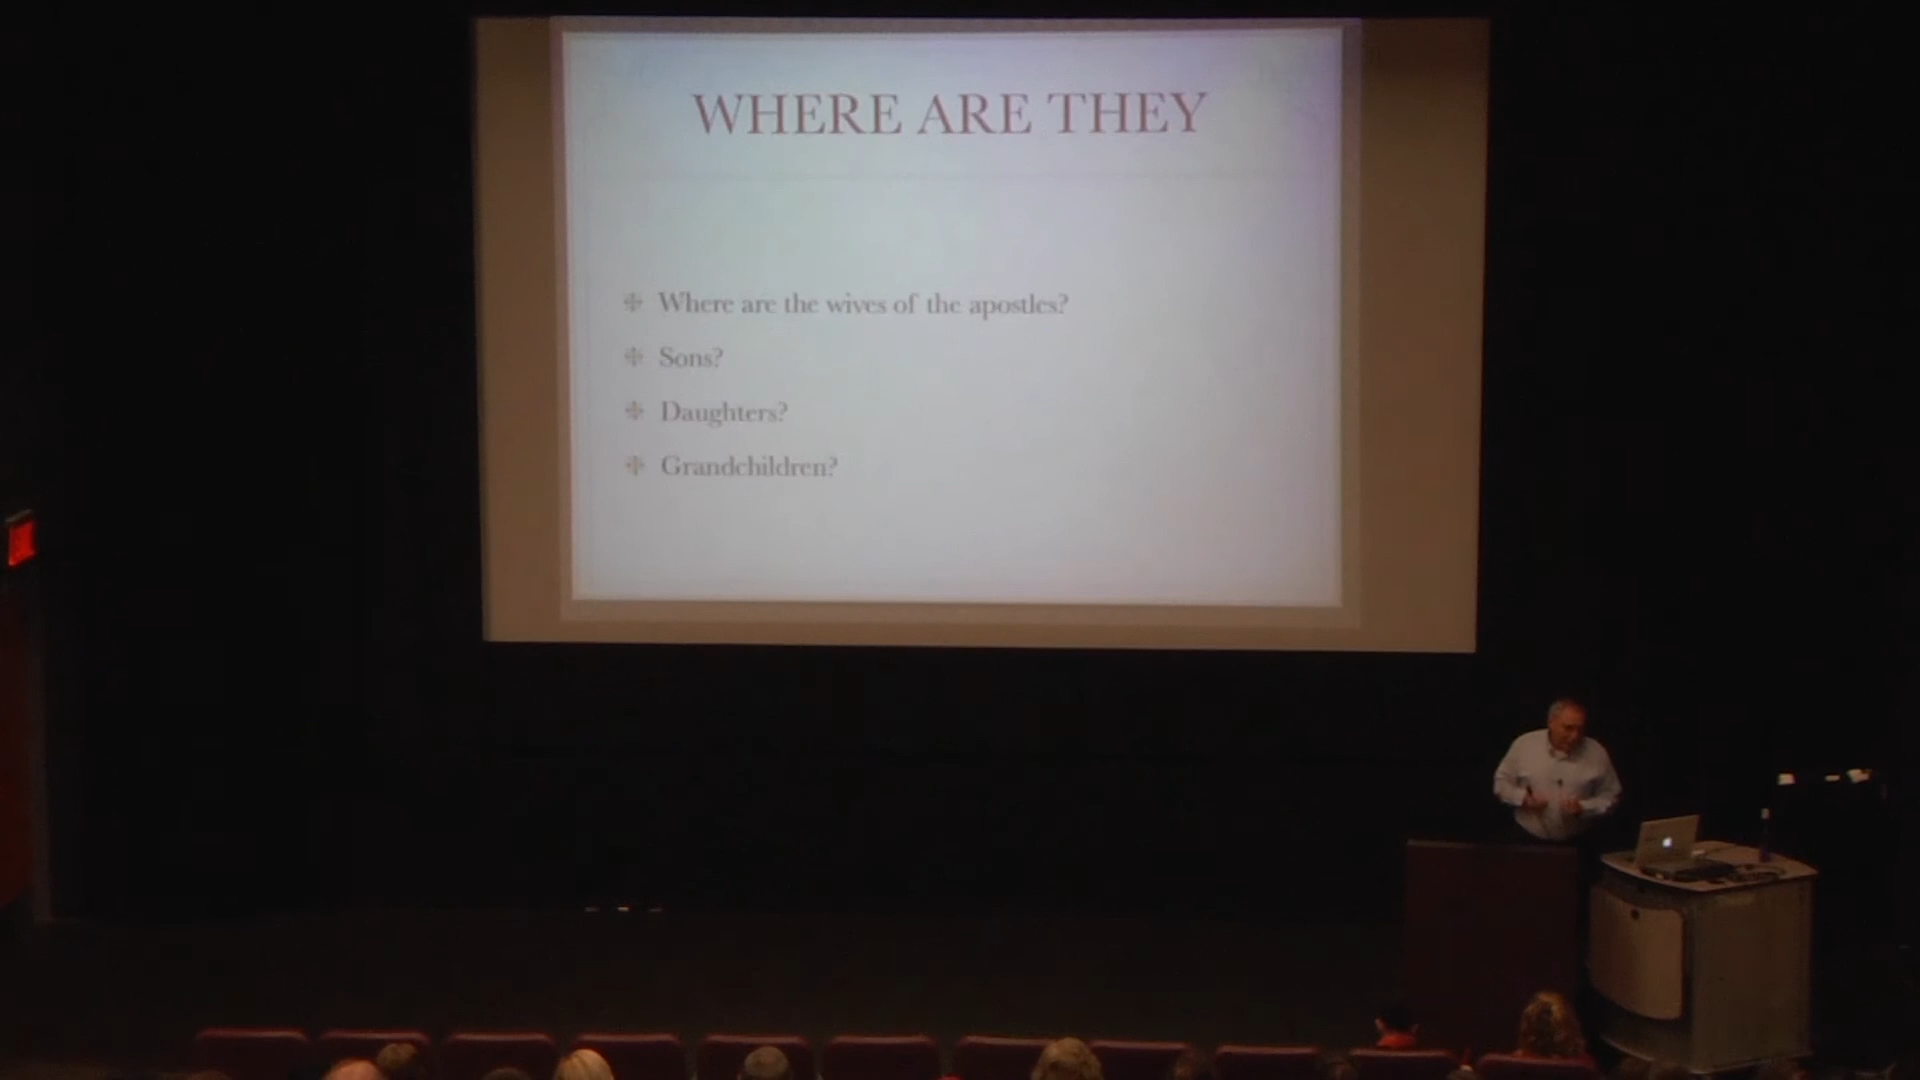 WHERE ARE THEY
Where are the wives of the apostles?
Sons?
Daughters?
Grandchildren?